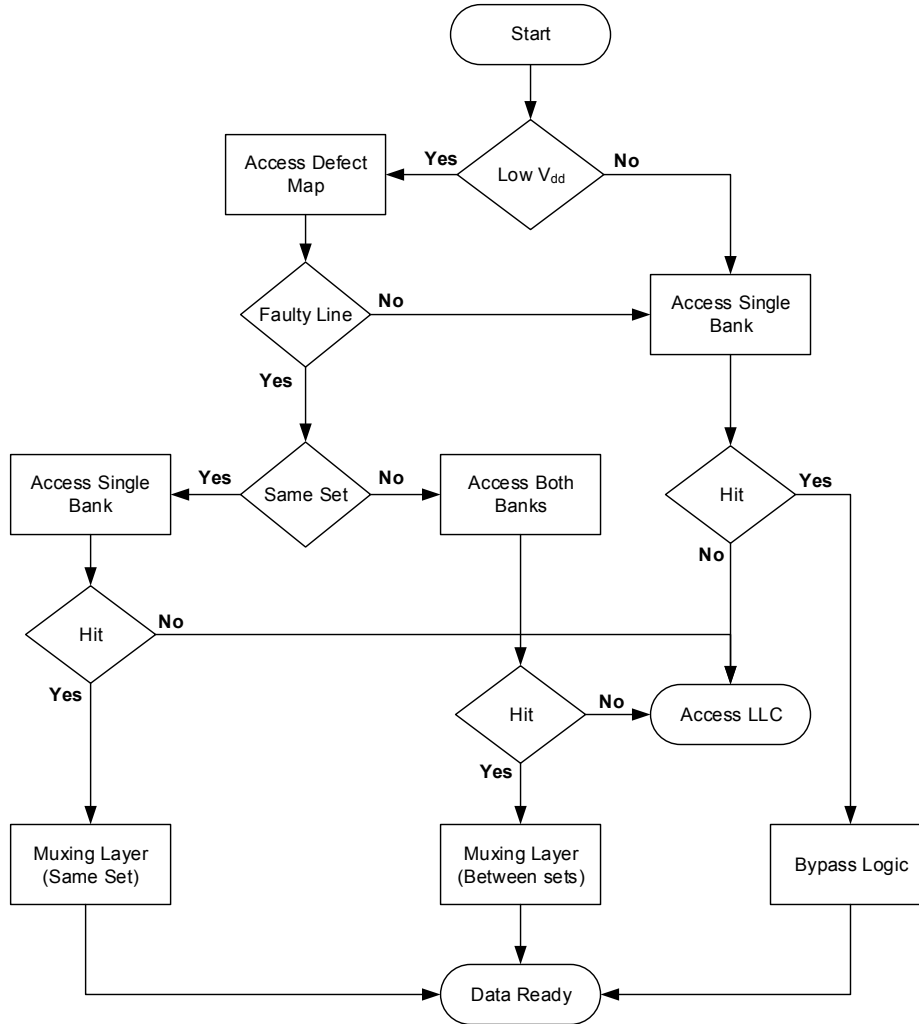 Start
Low Vdd
Yes
No
Access Defect
Map
Faulty Line
No
Yes
Access Single
Bank
Same Set
Yes
No
Access Single
Bank
Access Both
Banks
Hit
Yes
No
Hit
No
Yes
Hit
No
Yes
Access LLC
Muxing Layer
(Same Set)
Muxing Layer
(Between sets)
Bypass Logic
Data Ready